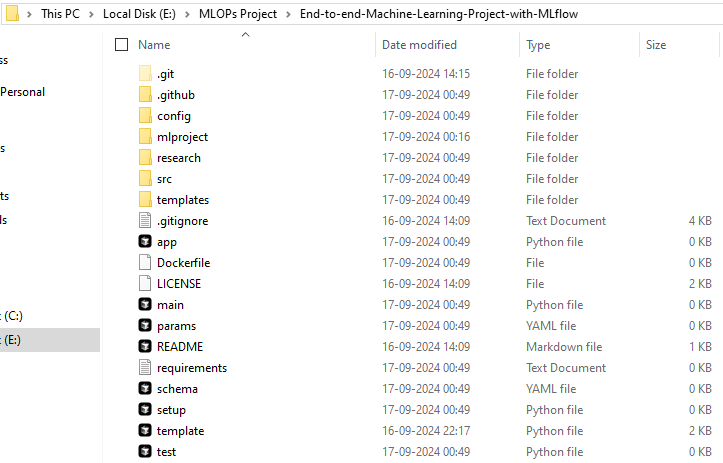 This PC > Local Disk (E:) > MLOPs Project > End-to-end-Machine-Learning-Project-with-MLflow
Name Date modified Type Size
ss
.git 16-09-2024 14:15 File folder
Personal
.github 17-09-2024 00:49 File folder
config 17-09-2024 00:49 File folder
mlproject 17-09-2024 00:16 File folder
s
research 17-09-2024 00:49 File folder
src 17-09-2024 00:49 File folder
ts
templates 17-09-2024 00:49 File folder
ls
.gitignore 16-09-2024 14:09 Text Document 4 KB
app 17-09-2024 00:49 Python file 0 KB
Dockerfile 17-09-2024 00:49 File 0 KB
LICENSE 16-09-2024 14:09 File 2 KB
main 17-09-2024 00:49 Python file 0 KB
(C:)
params 17-09-2024 00:49 YAML file 0 KB
(E:)
README 16-09-2024 14:09 Markdown file 1 KB
requirements 17-09-2024 00:49 Text Document 0 KB
schema 17-09-2024 00:49 YAML file 0 KB
setup 17-09-2024 00:49 Python file 0 KB
template 16-09-2024 22:17 Python file 2 KB
test 17-09-2024 00:49 Python file 0 KB